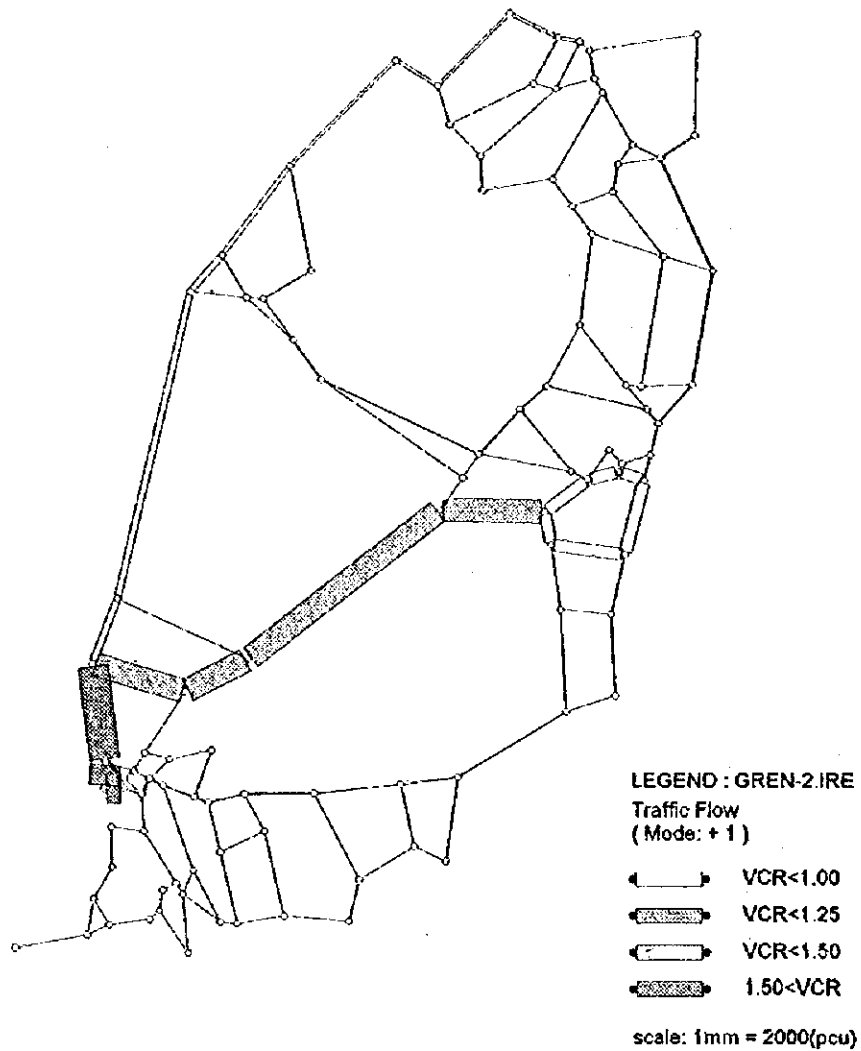 LEGEND : GREN-2.IRE
Traffic Flow
( Mode: + 1 )
VCR<1.00
VCR<1.25
VCR<1.50
1.50<VCR
scale: 1mm = 2000(pcu)